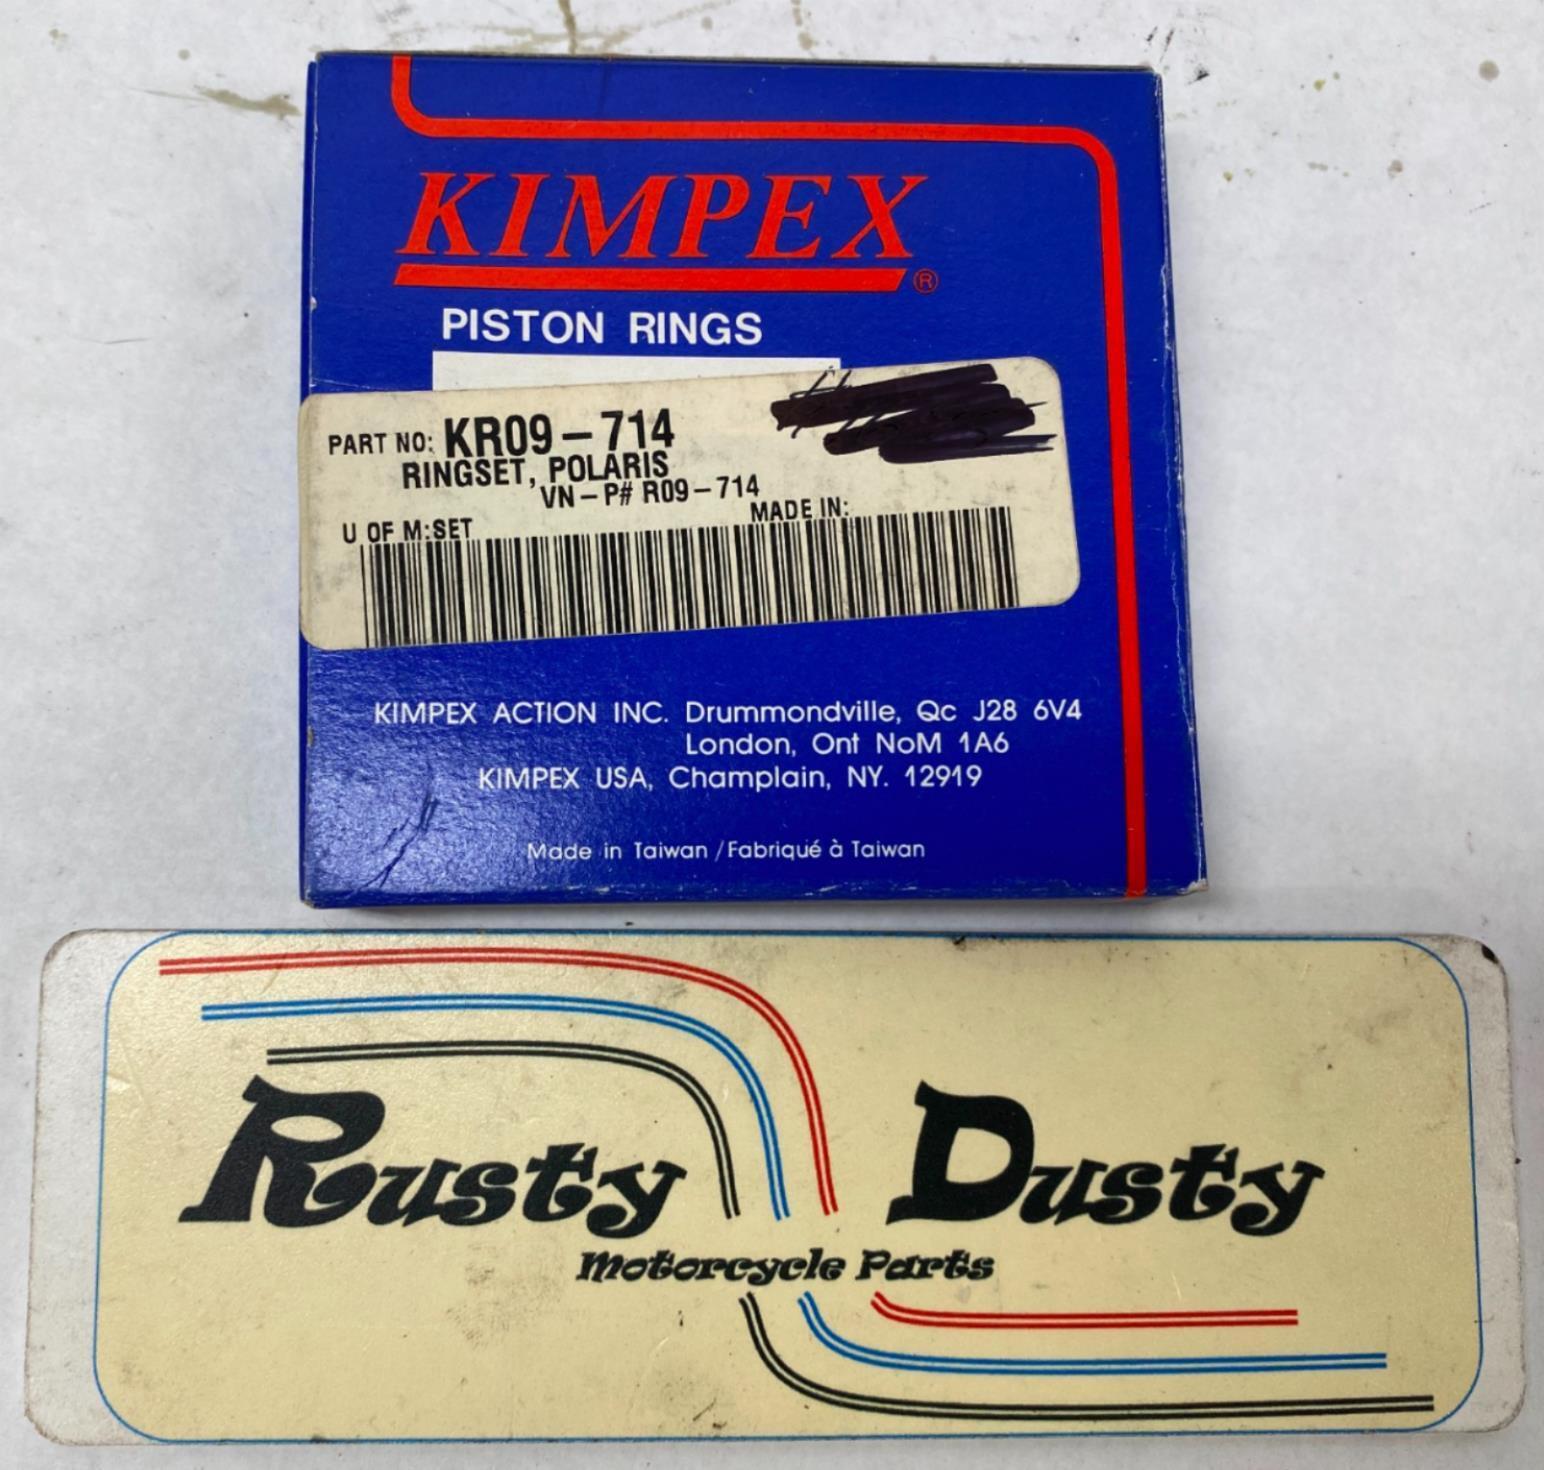 KIMPEX
®
PISTON RINGS
PART NO: KR09-714
RINGSET, POLARIS
VN-P# R09-714
U OF M:SET MADE IN:
KIMPEX ACTION INC. Drummondville, Qc J28 6V4
London, Ont NoM 1A6
KIMPEX USA, Champlain, NY. 12919
Made in Taiwan/Fabriqué à Taiwan
Rusty Dusty
Motorcycle Parts